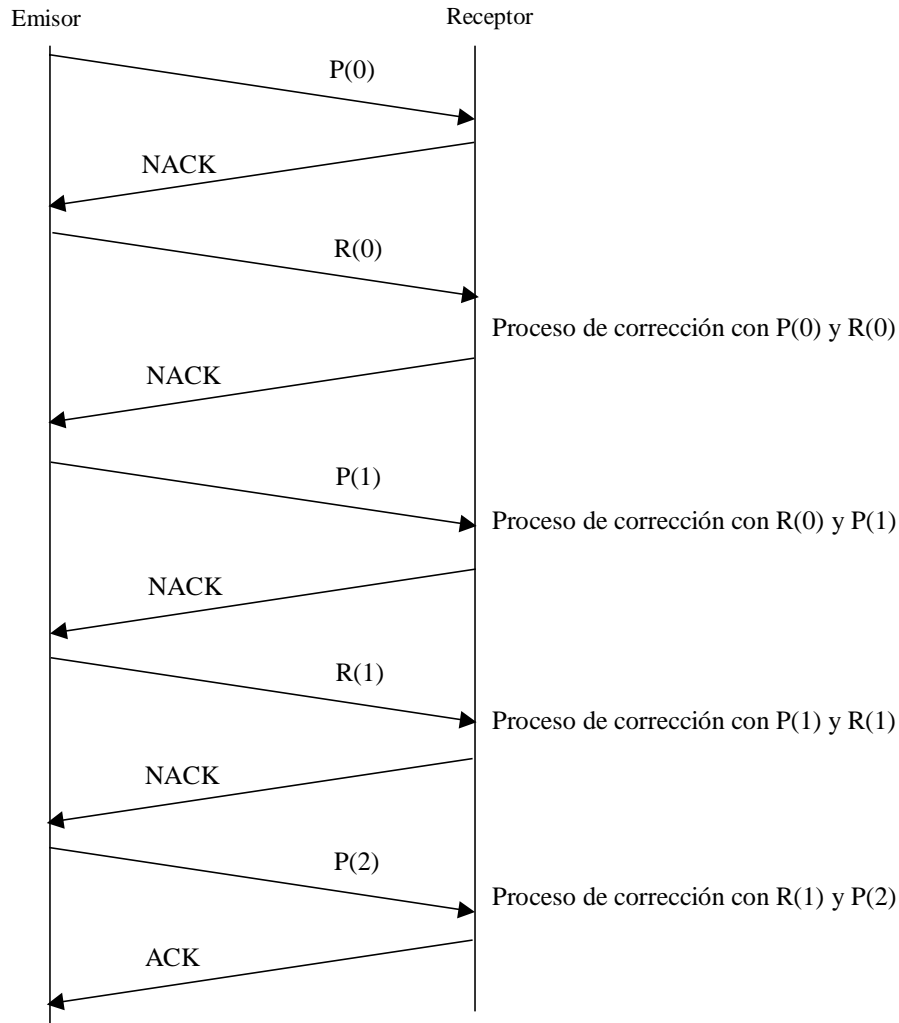 Emisor
Receptor
P(0)
NACK
R(0)
Proceso de corrección con P(0) y R(0)
NACK
P(1)
Proceso de corrección con R(0) y P(1)
NACK
R(1)
Proceso de corrección con P(1) y R(1)
NACK
P(2)
Proceso de corrección con R(1) y P(2)
ACK